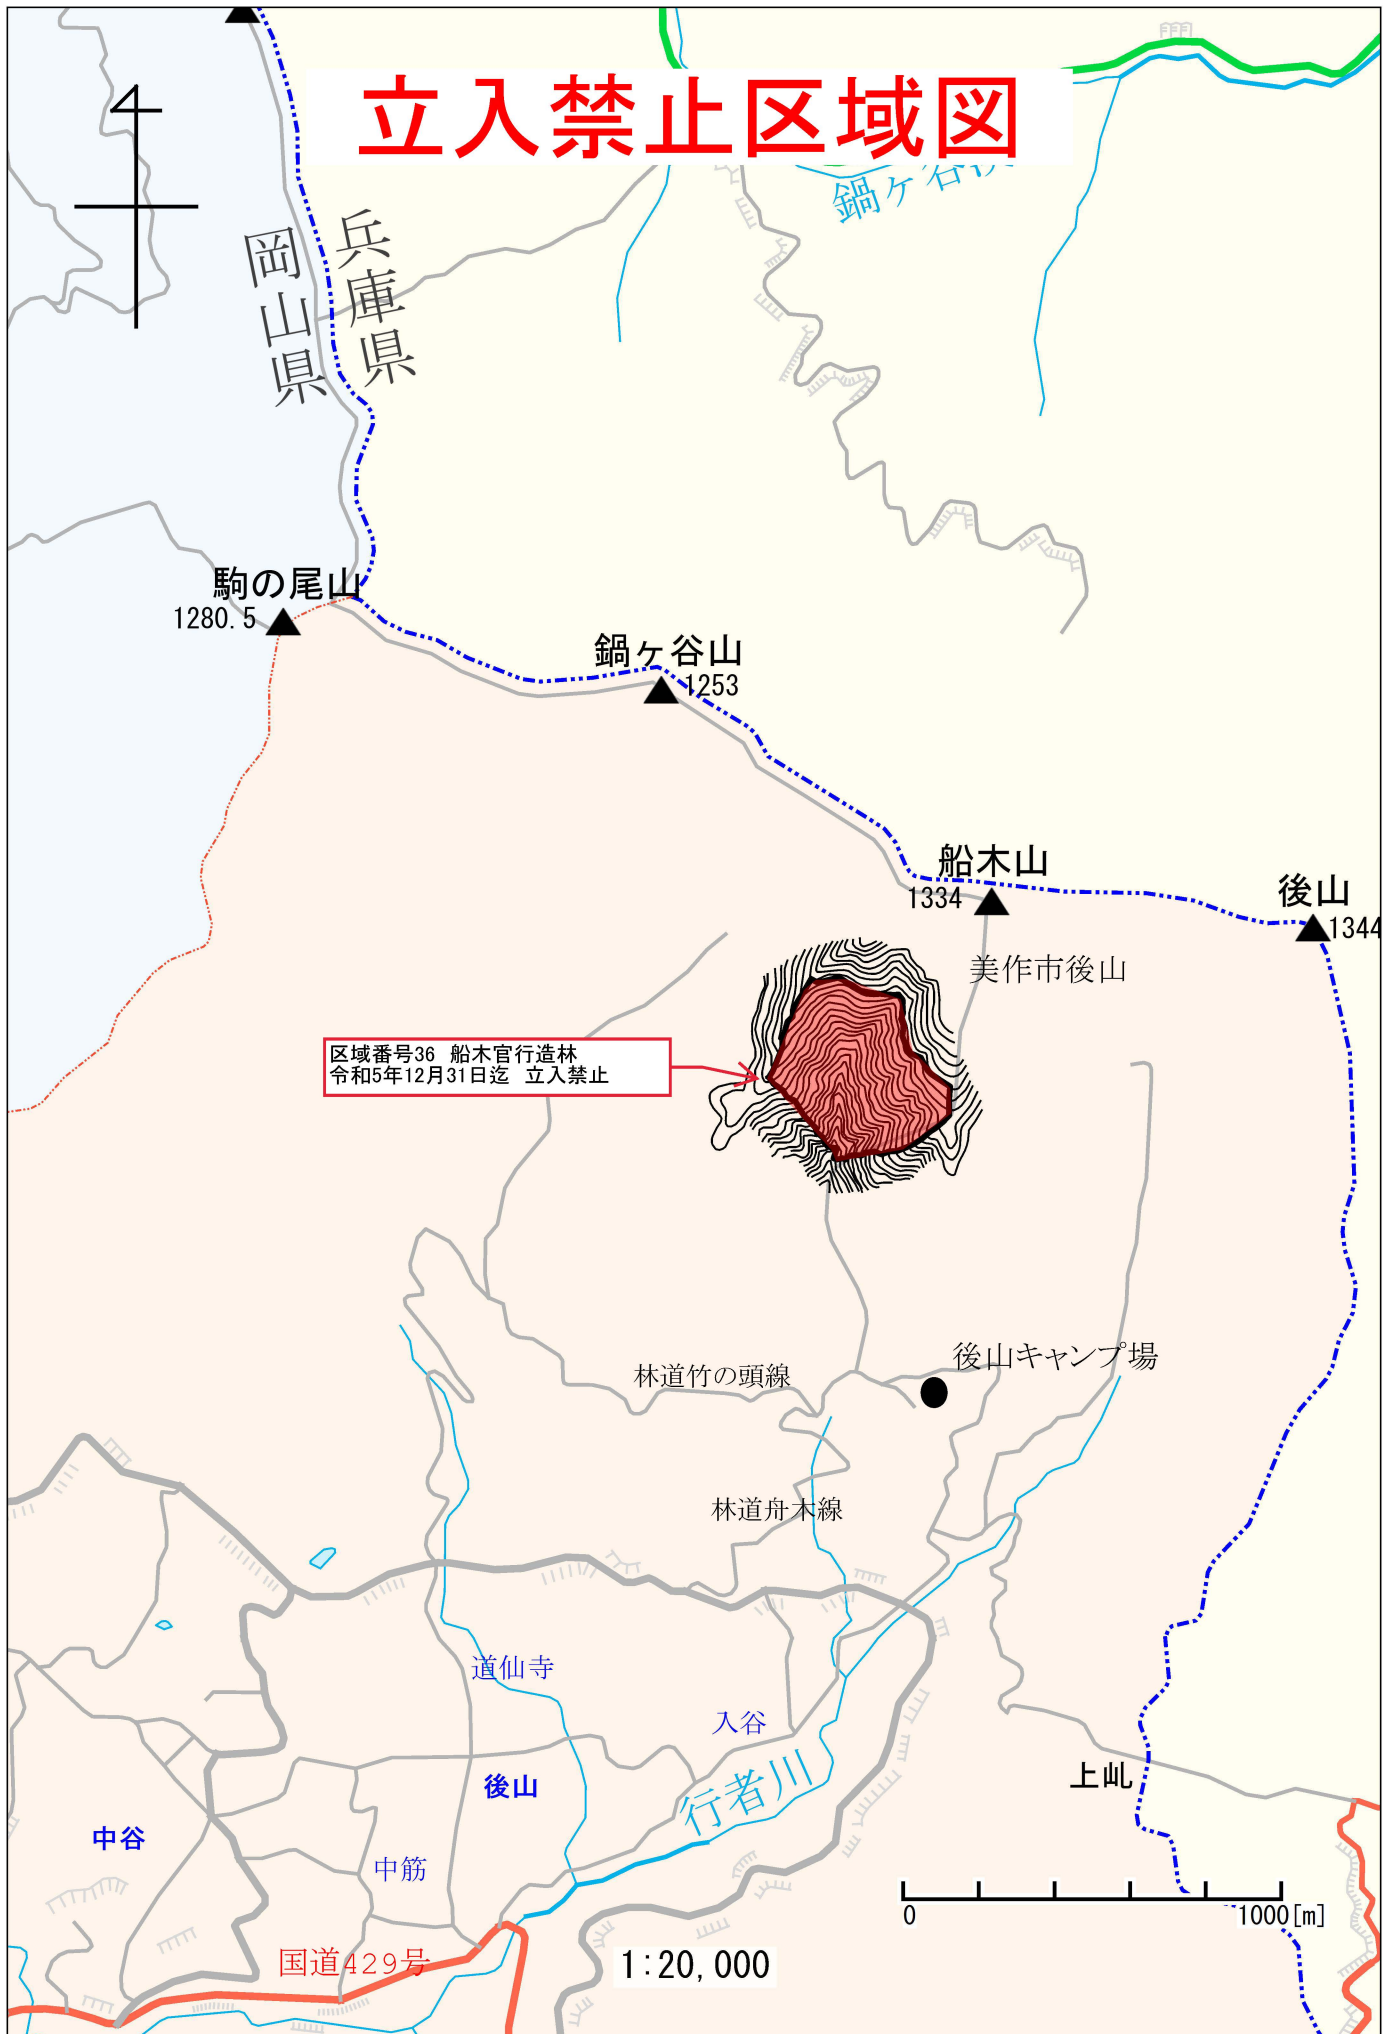 立入禁止区域図
鍋ヶ谷
岡山県
兵庫県
駒の尾山
1280.5
鍋ヶ谷山
1253
船木山
1334
後山
1344
美作市後山
区域番号36 船木官行造林
令和5年12月31日迄 立入禁止
後山キャンプ場
林道竹の頭線
林道舟木線
道仙寺
入谷
行者川
後山
上乢
中谷
中筋
国道429号
0
1000[m]
1:20,000